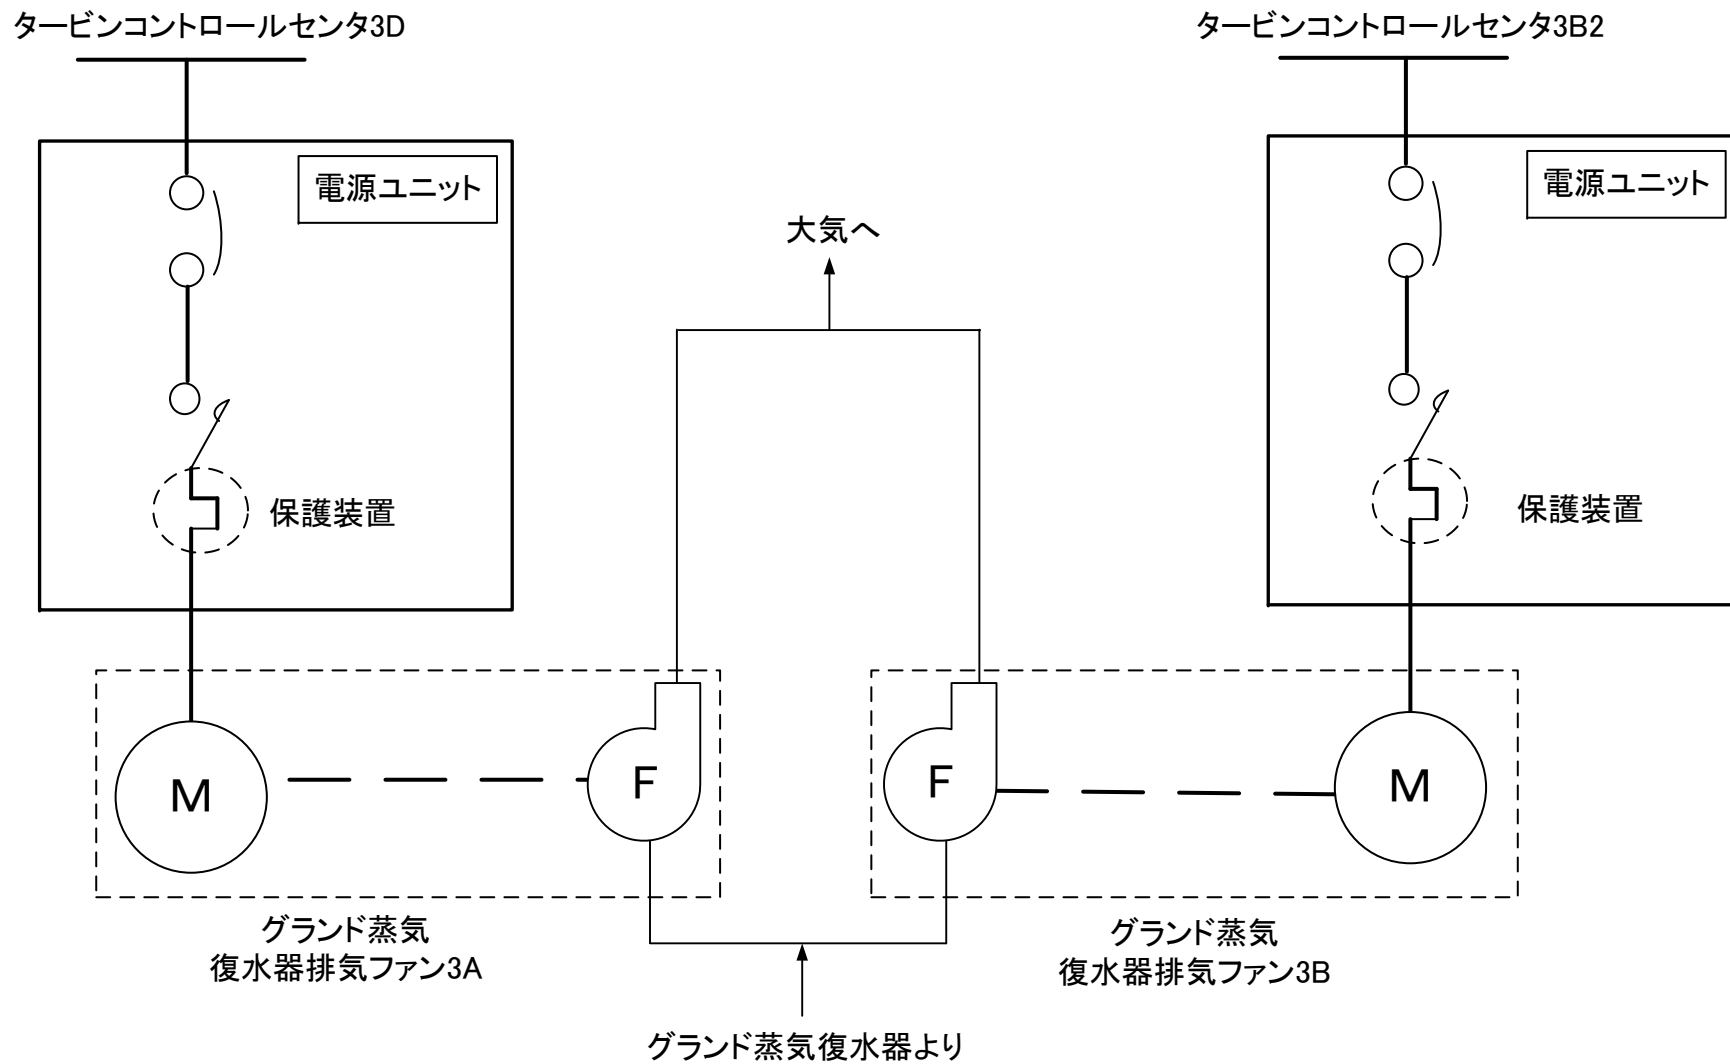 タービンコントロールセンタ3D
タービンコントロールセンタ3B2
電源ユニット
電源ユニット
大気へ
保護装置
保護装置
M
F
F
M
グランド蒸気
復水器排気ファン3A
グランド蒸気
復水器排気ファン3B
グランド蒸気復水器より